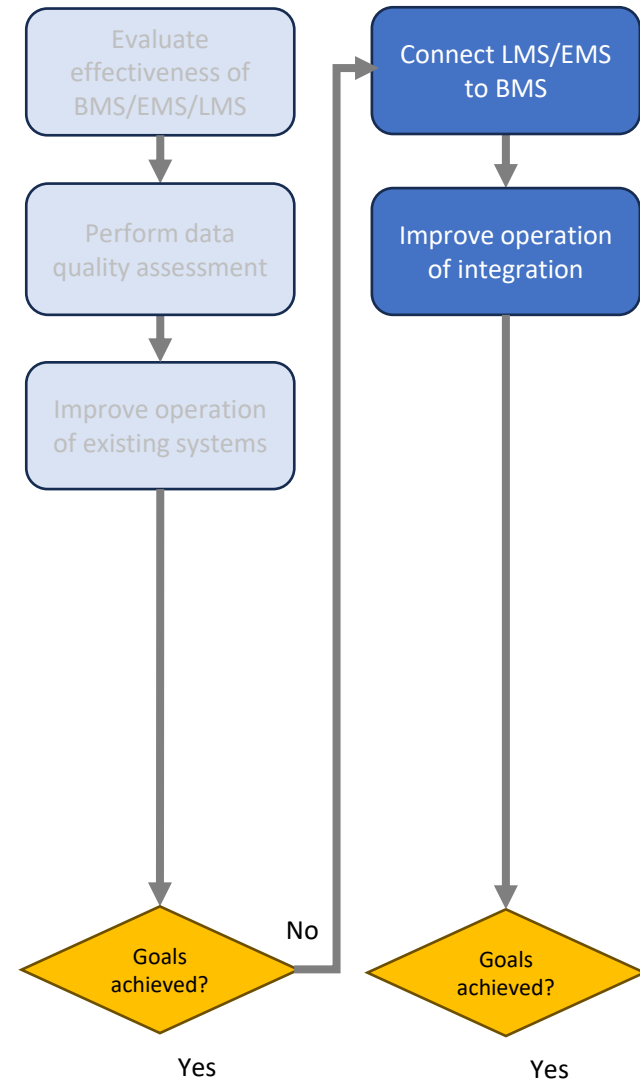 Evaluate
effectiveness of
BMS/EMS/LMS
Perform data
quality assessment
Improve operation
of existing systems
Goals
achieved?
No
Yes
Connect LMS/EMS
to BMS
Improve operation
of integration
Goals
achieved?
Yes